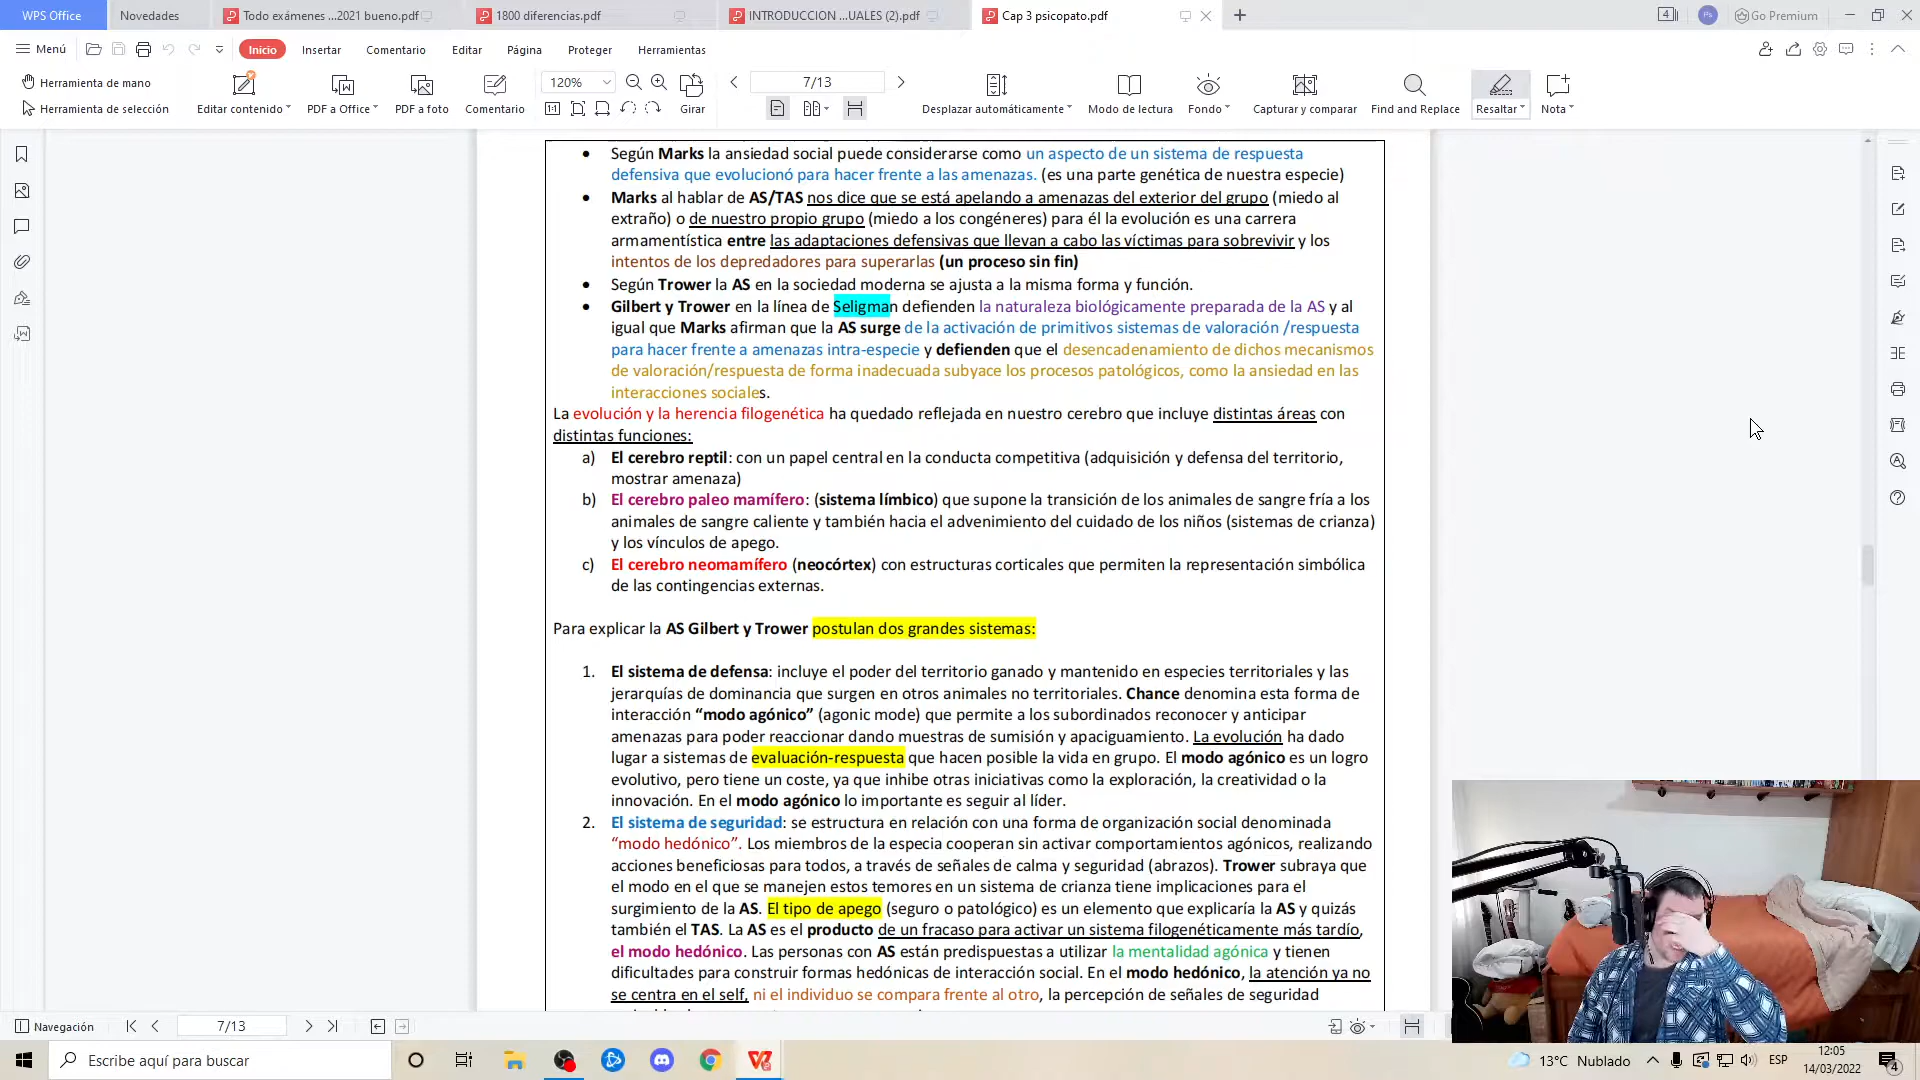 WPS Office
Novedades
Todo exámenes ...2021 bueno.pdf
1800 diferencias.pdf
INTRODUCCION ...UALES (2).pdf
Cap 3 psicopato.pdf
Go Premium
Menú
Inicio
Insertar
Comentario
Editar
Página
Proteger
Herramientas
Herramienta de mano
Herramienta de selección
Editar contenido
PDF a Office
PDF a foto
Comentario
120%
Girar
7/13
Desplazar automáticamente
Modo de lectura
Fondo
Capturar y comparar
Find and Replace
Resaltar
Nota
• Según Marks la ansiedad social puede considerarse como un aspecto de un sistema de respuesta
defensiva que evolucionó para hacer frente a las amenazas. (es una parte genética de nuestra especie)
• Marks al hablar de AS/TAS nos dice que se está apelando a amenazas del exterior del grupo (miedo al
extraño) o de nuestro propio grupo (miedo a los congéneres) para él la evolución es una carrera
armamentística entre las adaptaciones defensivas que llevan a cabo las víctimas para sobrevivir y los
intentos de los depredadores para superarlas (un proceso sin fin)
• Según Trower la AS en la sociedad moderna se ajusta a la misma forma y función.
• Gilbert y Trower en la línea de Seligman defienden la naturaleza biológicamente preparada de la AS y al
igual que Marks afirman que la AS surge de la activación de primitivos sistemas de valoración /respuesta
para hacer frente a amenazas intra-especie y defienden que el desencadenamiento de dichos mecanismos
de valoración/respuesta de forma inadecuada subyace los procesos patológicos, como la ansiedad en las
interacciones sociales.
La evolución y la herencia filogenética ha quedado reflejada en nuestro cerebro que incluye distintas áreas con
distintas funciones:
a) El cerebro reptil: con un papel central en la conducta competitiva (adquisición y defensa del territorio,
mostrar amenaza)
b) El cerebro paleo mamífero: (sistema límbico) que supone la transición de los animales de sangre fría a los
animales de sangre caliente y también hacia el advenimiento del cuidado de los niños (sistemas de crianza)
y los vínculos de apego.
c) El cerebro neomamífero (neocórtex) con estructuras corticales que permiten la representación simbólica
de las contingencias externas.
Para explicar la AS Gilbert y Trower postulan dos grandes sistemas:
1. El sistema de defensa: incluye el poder del territorio ganado y mantenido en especies territoriales y las
jerarquías de dominancia que surgen en otros animales no territoriales. Chance denomina esta forma de
interacción “modo agónico” (agonic mode) que permite a los subordinados reconocer y anticipar
amenazas para poder reaccionar dando muestras de sumisión y apaciguamiento. La evolución ha dado
lugar a sistemas de evaluación-respuesta que hacen posible la vida en grupo. El modo agónico es un logro
evolutivo, pero tiene un coste, ya que inhibe otras iniciativas como la exploración, la creatividad o la
innovación. En el modo agónico lo importante es seguir al líder.
2. El sistema de seguridad: se estructura en relación con una forma de organización social denominada
“modo hedónico”. Los miembros de la especia cooperan sin activar comportamientos agónicos, realizando
acciones beneficiosas para todos, a través de señales de calma y seguridad (abrazos). Trower subraya que
el modo en el que se manejen estos temores en un sistema de crianza tiene implicaciones para el
surgimiento de la AS. El tipo de apego (seguro o patológico) es un elemento que explicaría la AS y quizás
también el TAS. La AS es el producto de un fracaso para activar un sistema filogenéticamente más tardío,
el modo hedónico. Las personas con AS están predispuestas a utilizar la mentalidad agónica y tienen
dificultades para construir formas hedónicas de interacción social. En el modo hedónico, la atención ya no
se centra en el self, ni el individuo se compara frente al otro, la percepción de señales de seguridad
Navegación
7/13
Escribe aquí para buscar
13°C Nublado
ESP
12:05
14/03/2022
4